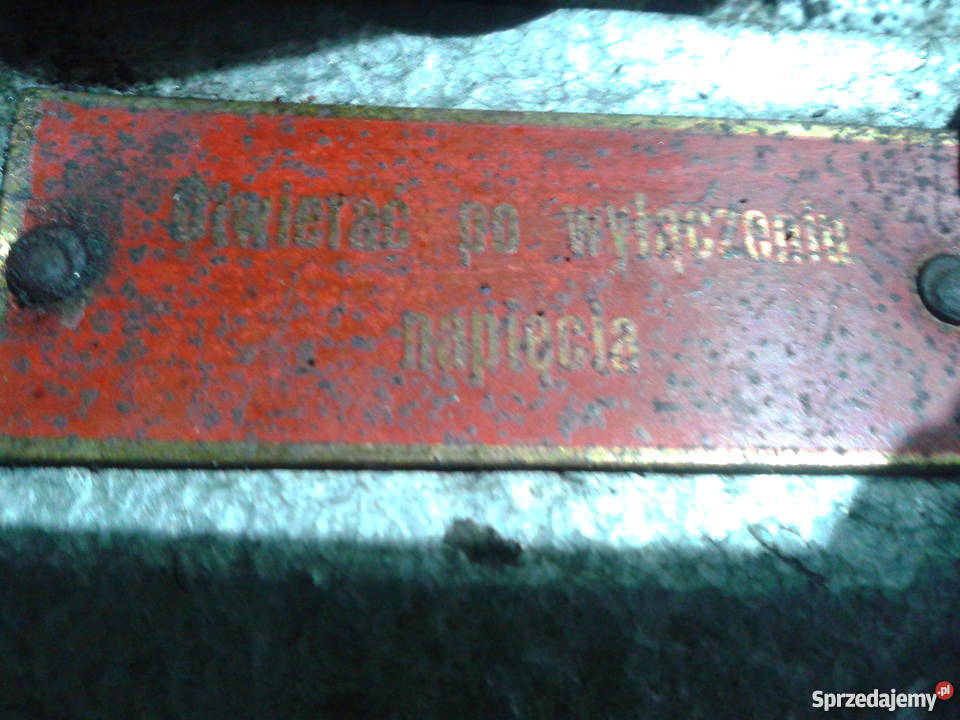 Otwierać po wyłączeniu
napięcia
Sprzedajemy.pl